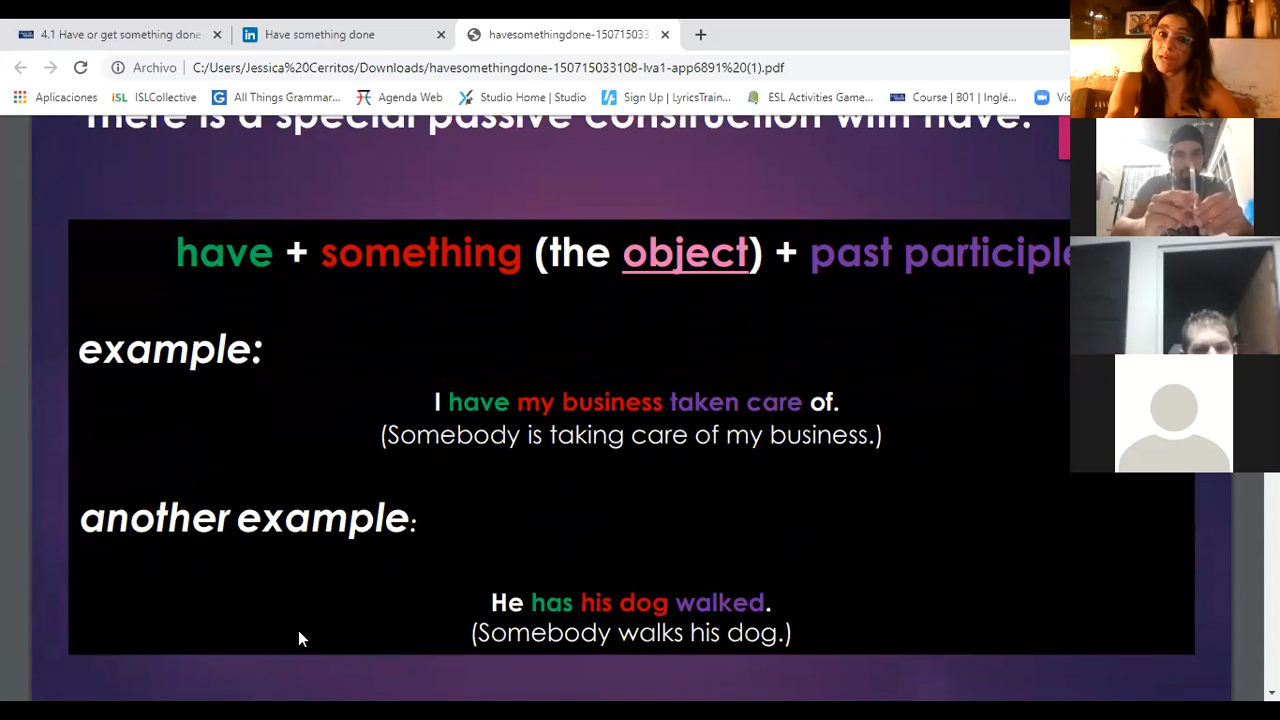 4.1 Have or get something done
Have something done
havesomethingdone-150715033
Archivo
C:/Users/Jessica%20Cerritos/Downloads/havesomethingdone-150715033108-lva1-app6891%20(1).pdf
Aplicaciones
iSL ISLCollective
All Things Grammar...
Agenda Web
Studio Home | Studio
Sign Up | LyricsTrain...
ESL Activities Game...
Course | B01 | Inglé...
There is a special passive construction with have:
have + something (the object) + past participle
example:
I have my business taken care of.
(Somebody is taking care of my business.)
another example:
He has his dog walked.
(Somebody walks his dog.)